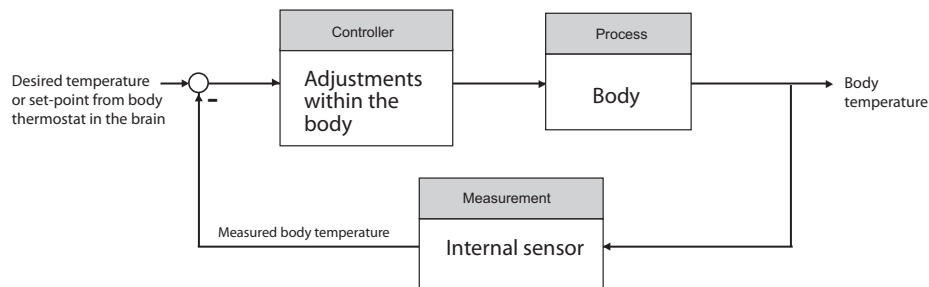 Controller
Process
Desired temperature
or set-point from body
thermostat in the brain
-
Adjustments
within the
body
Body
Body
temperature
Measurement
Measured body temperature
Internal sensor